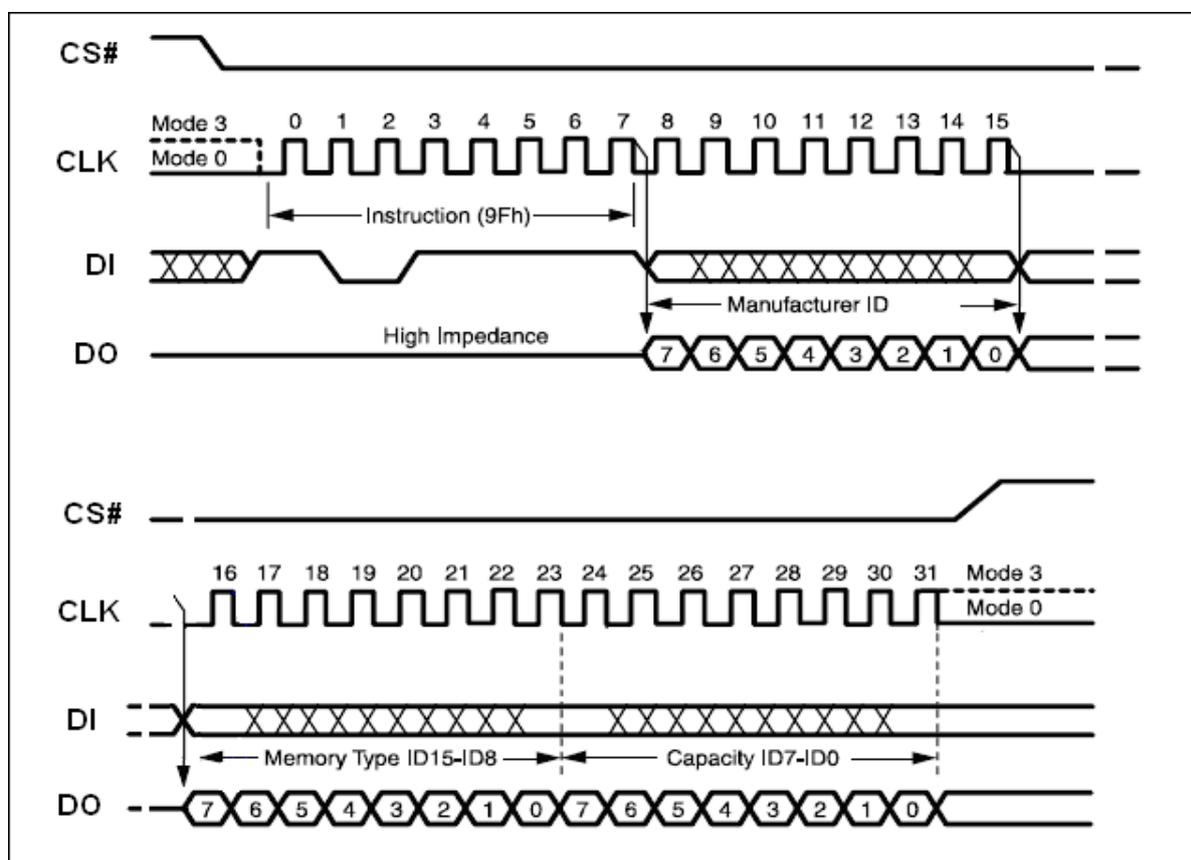 CS#
Mode 3
0 1 2 3 4 5 6 7 8 9 10 11 12 13 14 15
CLK
Mode 0
Instruction (9Fh)
DI
Manufacturer ID
High Impedance
DO
7 6 5 4 3 2 1 0
CS#
16 17 18 19 20 21 22 23 24 25 26 27 28 29 30 31
Mode 3
CLK
Mode 0
DI
Memory Type ID15-ID8
Capacity ID7-ID0
DO
7 6 5 4 3 2 1 0 7 6 5 4 3 2 1 0